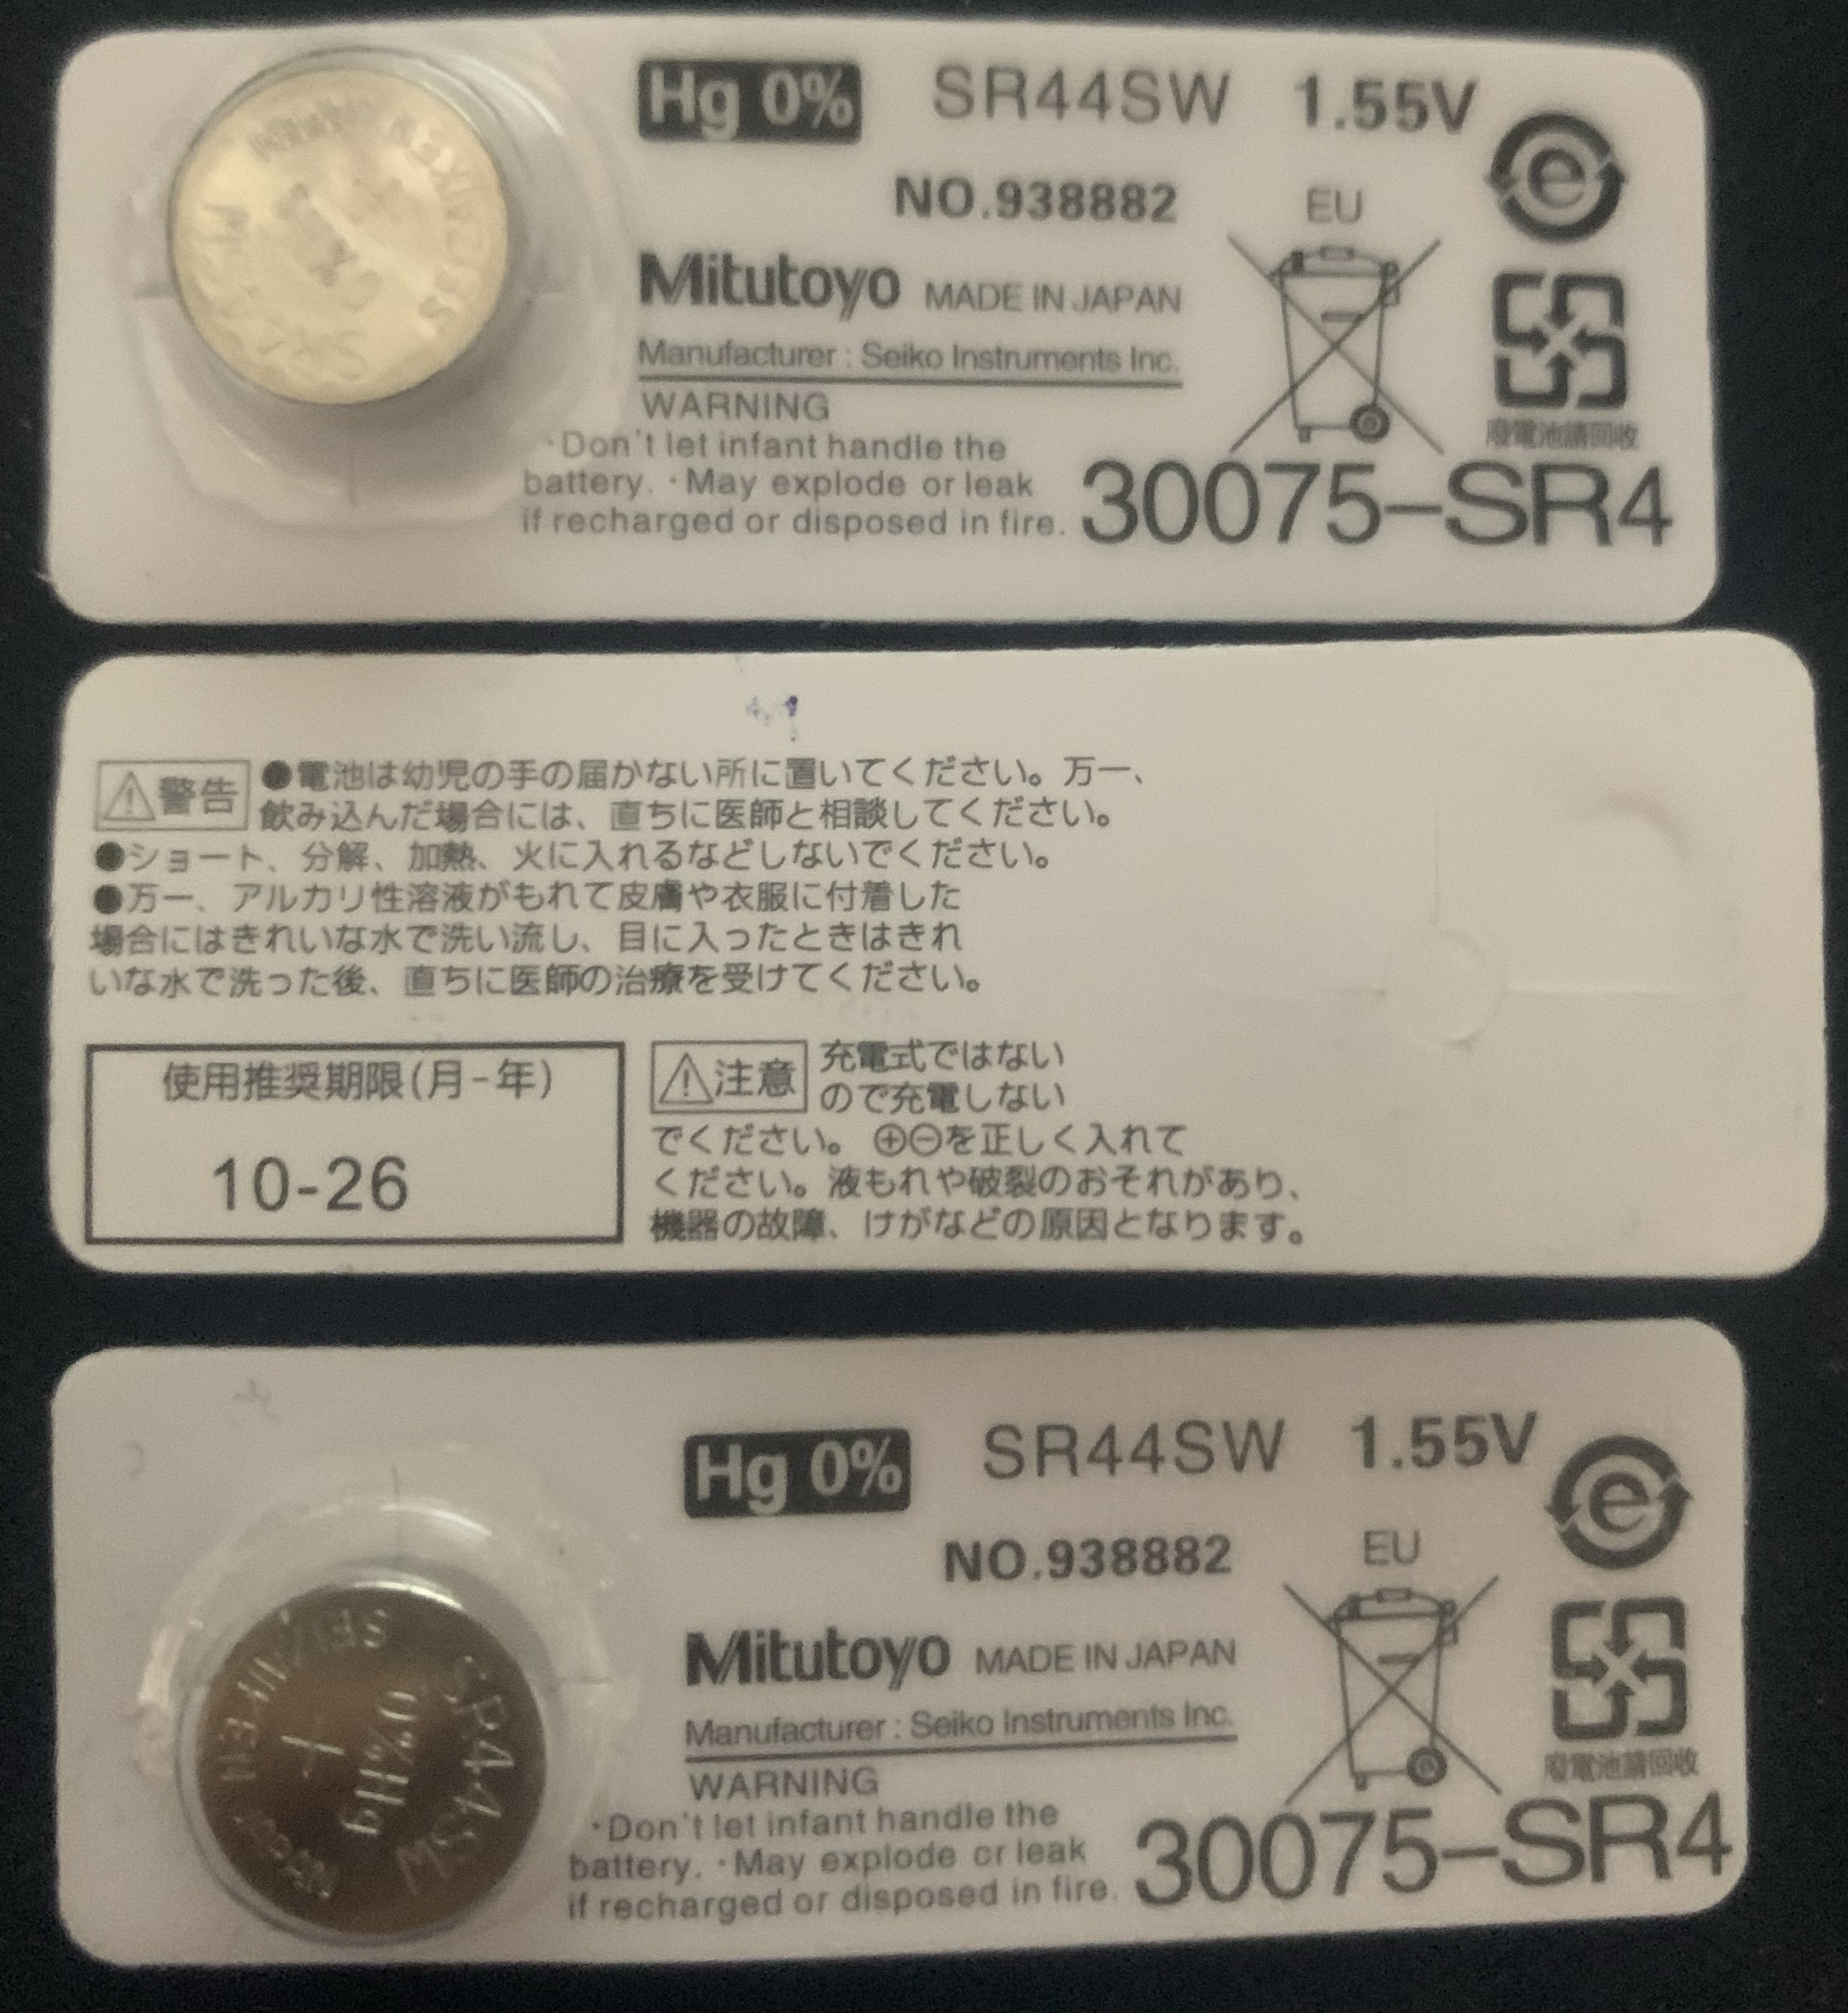 Hg 0% SR44SW 1.55V
NO.938882 EU
Mitutoyo MADE IN JAPAN
Manufacturer : Seiko Instruments Inc.
WARNING
・Don't let infant handle the
battery. ・May explode or leak
if recharged or disposed in fire.
e
廢電池請回收
30075-SR4
警告 ●電池は幼児の手の届かない所に置いてください。万一、
飲み込んだ場合には、直ちに医師と相談してください。
●ショート、分解、加熱、火に入れるなどしないでください。
●万一、アルカリ性溶液がもれて皮膚や衣服に付着した
場合にはきれいな水で洗い流し、目に入ったときはきれ
いな水で洗った後、直ちに医師の治療を受けてください。
使用推奨期限(月-年)
10-26
注意 充電式ではない
ので充電しない
でください。⊕⊖を正しく入れて
ください。液もれや破裂のおそれがあり、
機器の故障、けがなどの原因となります。
Hg 0% SR44SW 1.55V
NO.938882 EU
Mitutoyo MADE IN JAPAN
Manufacturer : Seiko Instruments Inc.
WARNING
・Don't let infant handle the
battery. ・May explode or leak
if recharged or disposed in fire.
e
廢電池請回收
30075-SR4
SR44SW
0%Hg
+
SEIZAIKEN